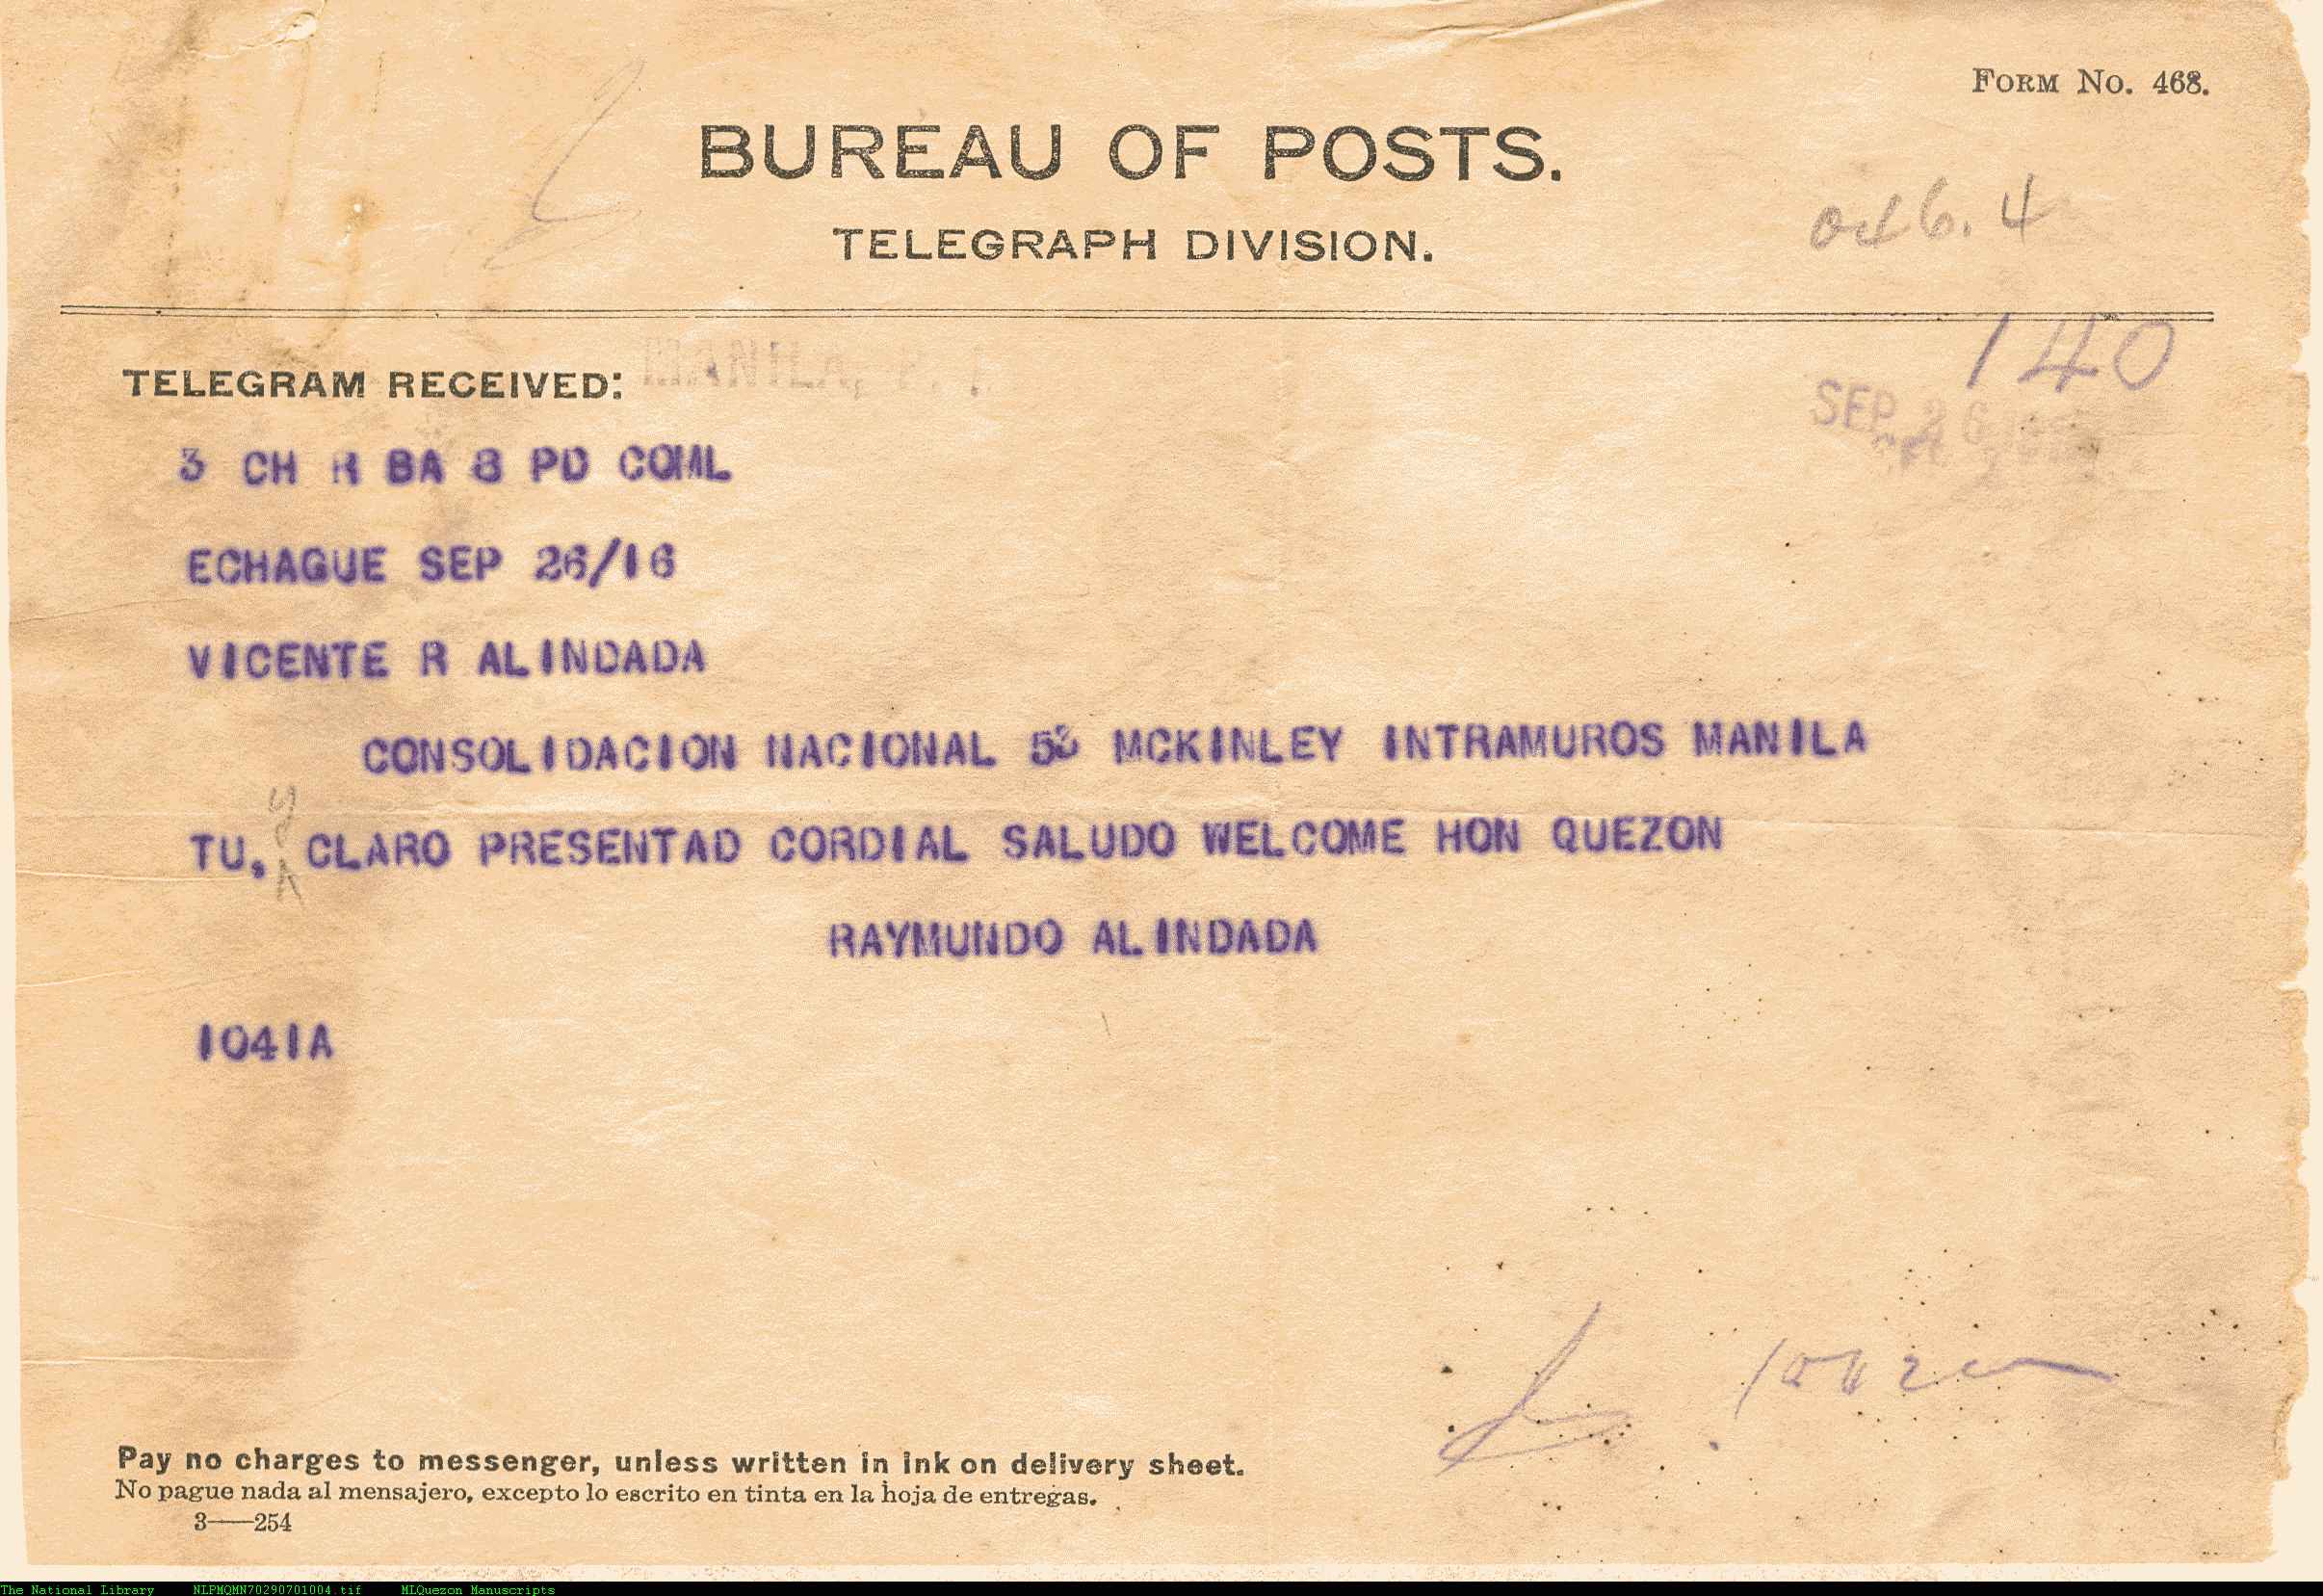 FORM NO. 468.
BUREAU OF POSTS.
TELEGRAPH DIVISION.
140
TELEGRAM RECEIVED:
MANILA, P. I.
SEP 26
3 CH H BA 8 PD COML
ECHAGUE SEP 26/16
VICENTE R ALINDADA
CONSOLIDACION NACIONAL 53 MCKINLEY INTRAMUROS MANILA
TU, y CLARO PRESENTAD CORDIAL SALUDO WELCOME HON QUEZON
RAYMUNDO ALINDADA
1041A
Pay no charges to messenger, unless written in ink on delivery sheet.
No pague nada al mensajero, excepto lo escrito en tinta en la hoja de entregas.
3——254
The National Library NLPMQMN70290701004.tif MLQuezon Manuscripts